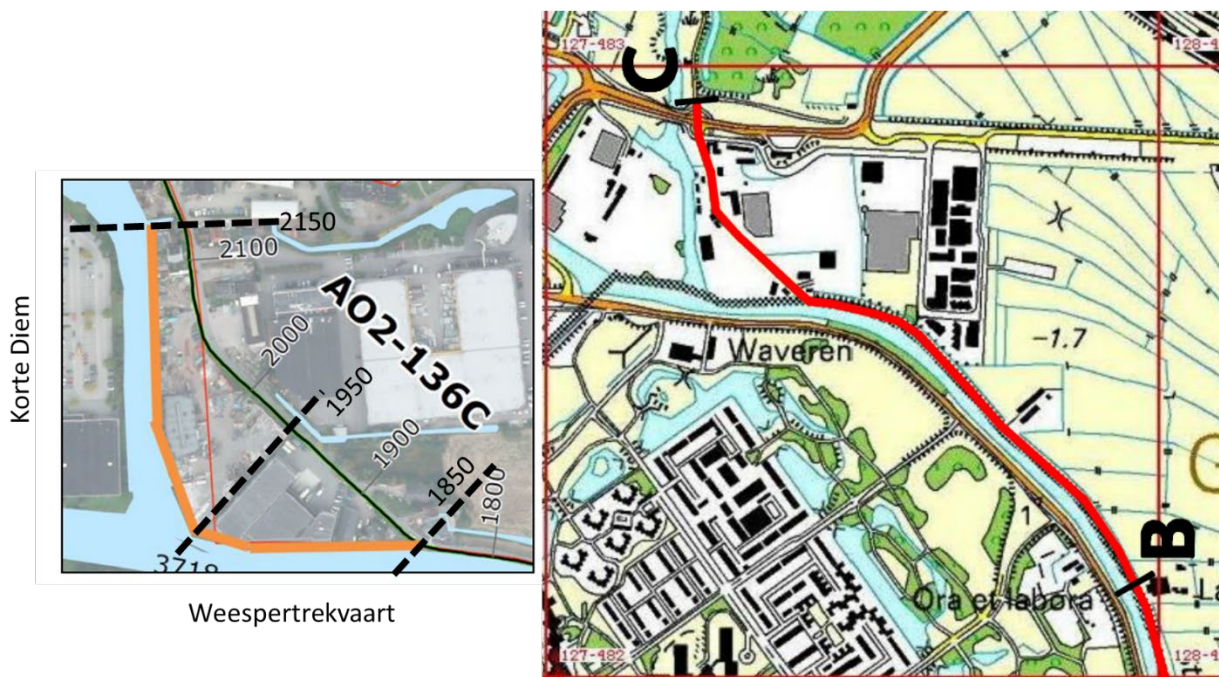 Korte Diem
2150
2100
AO2-136C
2000
1950
1900
1850
1800
3718
Weespertrekvaart
127-483
128-4
C
Waveren
-1.7
G
1
B
Ora et labora
La
127-482
128-4